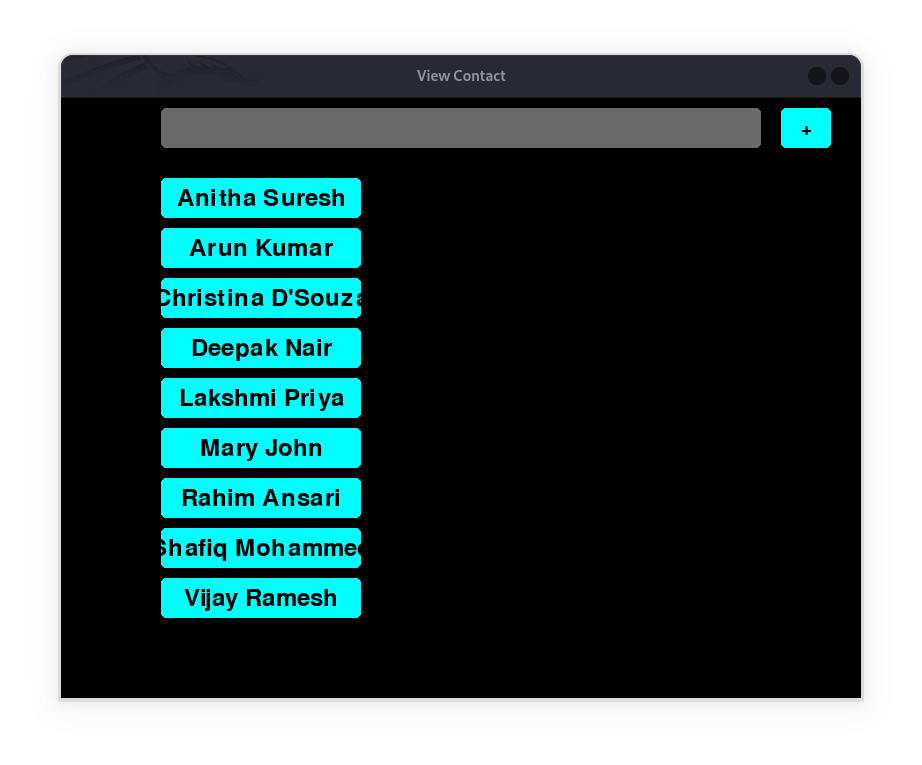 View Contact
+
Anitha Suresh
Arun Kumar
Christina D'Souza
Deepak Nair
Lakshmi Priya
Mary John
Rahim Ansari
Shafiq Mohammed
Vijay Ramesh